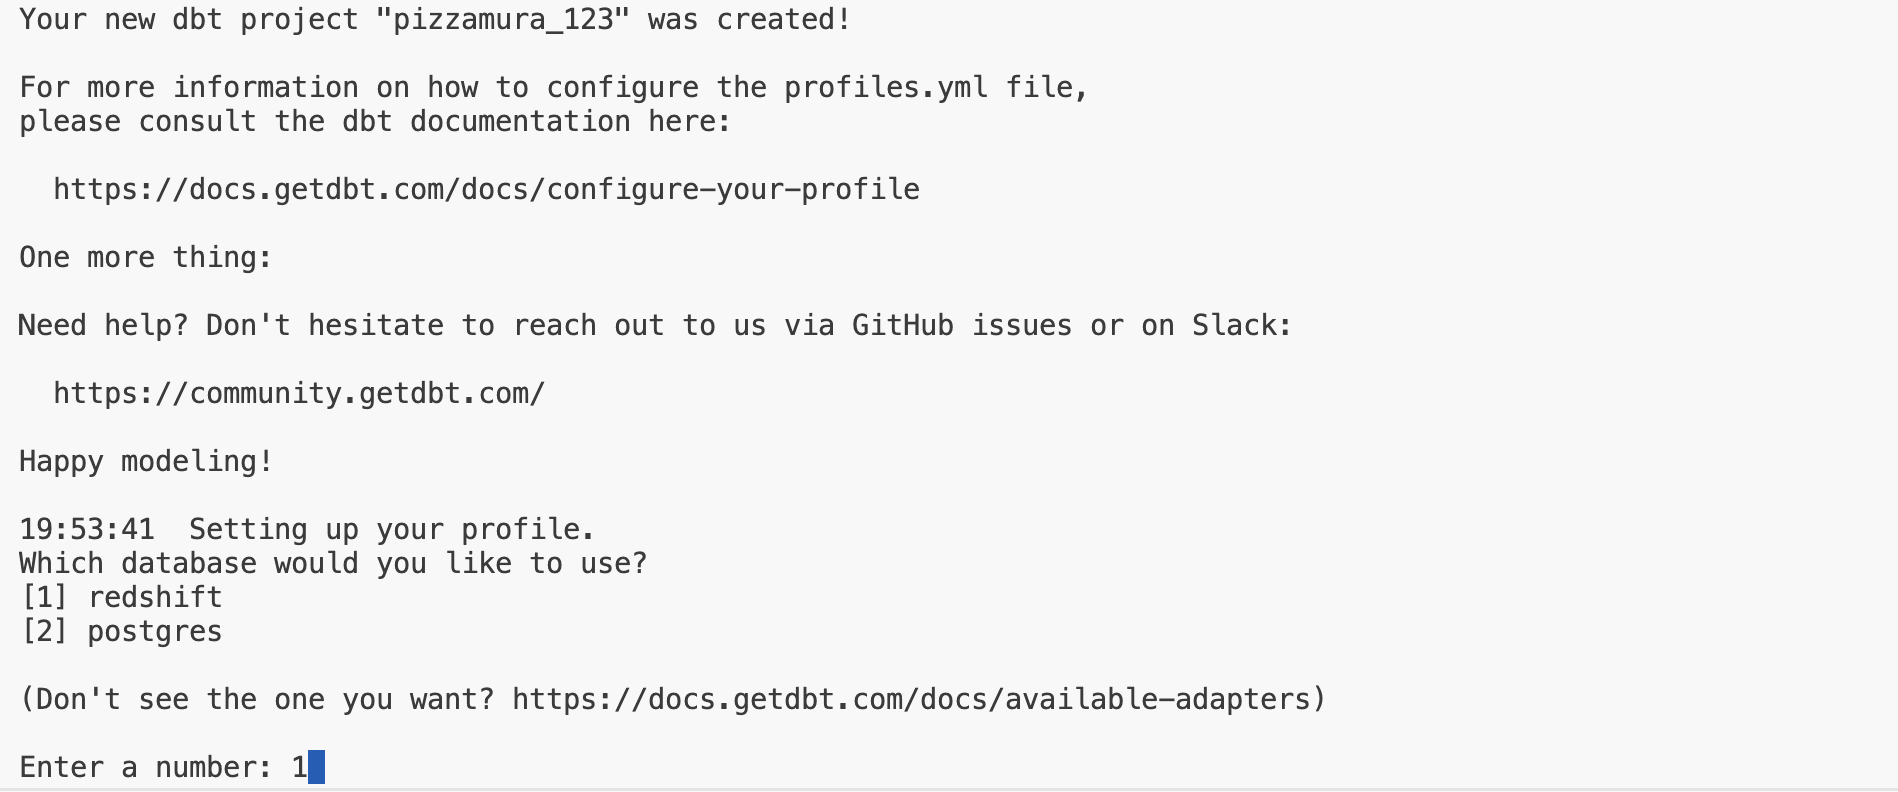 Your new dbt project "pizzamura_123" was created!
For more information on how to configure the profiles.yml file,
please consult the dbt documentation here:
https://docs.getdbt.com/docs/configure-your-profile
One more thing:
Need help? Don't hesitate to reach out to us via GitHub issues or on Slack:
https://community.getdbt.com/
Happy modeling!
19:53:41  Setting up your profile.
Which database would you like to use?
[1] redshift
[2] postgres
(Don't see the one you want? https://docs.getdbt.com/docs/available-adapters)
Enter a number: 1